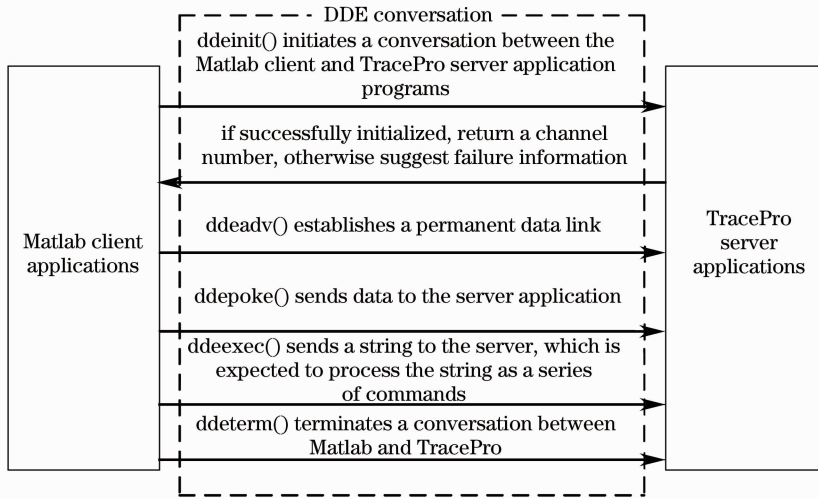 DDE conversation
ddeinit() initiates a conversation between the
Matlab client and TracePro server application
programs
if successfully initialized, return a channel
number, otherwise suggest failure information
ddeadv() establishes a permanent data link
Matlab client
applications
TracePro
server
applications
ddepoke() sends data to the server application
ddeexec() sends a string to the server, which is
expected to process the string as a series
of commands
ddeterm() terminates a conversation between
Matlab and TracePro